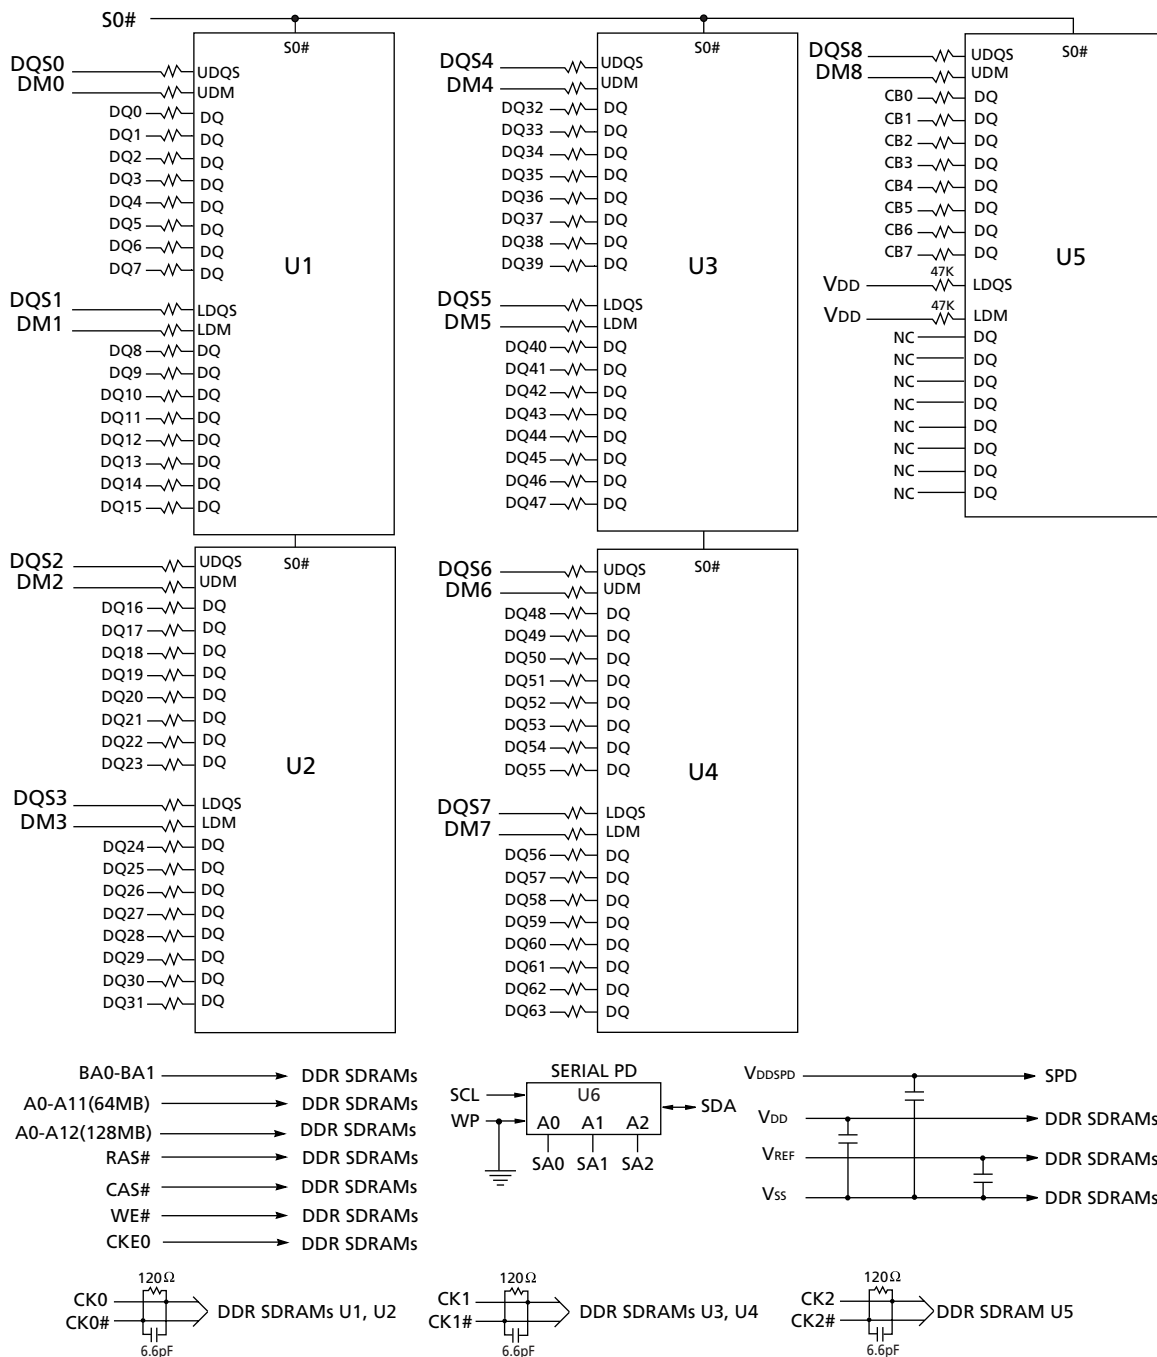 S0#
S0#
DQS0 UDQS
DM0 UDM
DQ0 DQ
DQ1 DQ
DQ2 DQ
DQ3 DQ
DQ4 DQ
DQ5 DQ
DQ6 DQ
DQ7 DQ
U1
DQS1 LDQS
DM1 LDM
DQ8 DQ
DQ9 DQ
DQ10 DQ
DQ11 DQ
DQ12 DQ
DQ13 DQ
DQ14 DQ
DQ15 DQ
S0#
DQS2 UDQS
DM2 UDM
DQ16 DQ
DQ17 DQ
DQ18 DQ
DQ19 DQ
DQ20 DQ
DQ21 DQ
DQ22 DQ
DQ23 DQ
U2
DQS3 LDQS
DM3 LDM
DQ24 DQ
DQ25 DQ
DQ26 DQ
DQ27 DQ
DQ28 DQ
DQ29 DQ
DQ30 DQ
DQ31 DQ
S0#
DQS4 UDQS
DM4 UDM
DQ32 DQ
DQ33 DQ
DQ34 DQ
DQ35 DQ
DQ36 DQ
DQ37 DQ
DQ38 DQ
DQ39 DQ
U3
DQS5 LDQS
DM5 LDM
DQ40 DQ
DQ41 DQ
DQ42 DQ
DQ43 DQ
DQ44 DQ
DQ45 DQ
DQ46 DQ
DQ47 DQ
S0#
DQS6 UDQS
DM6 UDM
DQ48 DQ
DQ49 DQ
DQ50 DQ
DQ51 DQ
DQ52 DQ
DQ53 DQ
DQ54 DQ
DQ55 DQ
U4
DQS7 LDQS
DM7 LDM
DQ56 DQ
DQ57 DQ
DQ58 DQ
DQ59 DQ
DQ60 DQ
DQ61 DQ
DQ62 DQ
DQ63 DQ
S0#
DQS8 UDQS
DM8 UDM
CB0 DQ
CB1 DQ
CB2 DQ
CB3 DQ
CB4 DQ
CB5 DQ
CB6 DQ
CB7 DQ
U5
47K
VDD LDQS
47K
VDD LDM
NC DQ
NC DQ
NC DQ
NC DQ
NC DQ
NC DQ
NC DQ
NC DQ
BA0-BA1 DDR SDRAMs
A0-A11(64MB) DDR SDRAMs
A0-A12(128MB) DDR SDRAMs
RAS# DDR SDRAMs
CAS# DDR SDRAMs
WE# DDR SDRAMs
CKE0 DDR SDRAMs
SERIAL PD
SCL U6
SDA
WP A0 A1 A2
SA0 SA1 SA2
VDDSPD SPD
VDD DDR SDRAMs
VREF DDR SDRAMs
VSS DDR SDRAMs
120Ω
CK0
CK0# DDR SDRAMs U1, U2
6.6pF
120Ω
CK1
CK1# DDR SDRAMs U3, U4
6.6pF
120Ω
CK2
CK2# DDR SDRAM U5
6.6pF